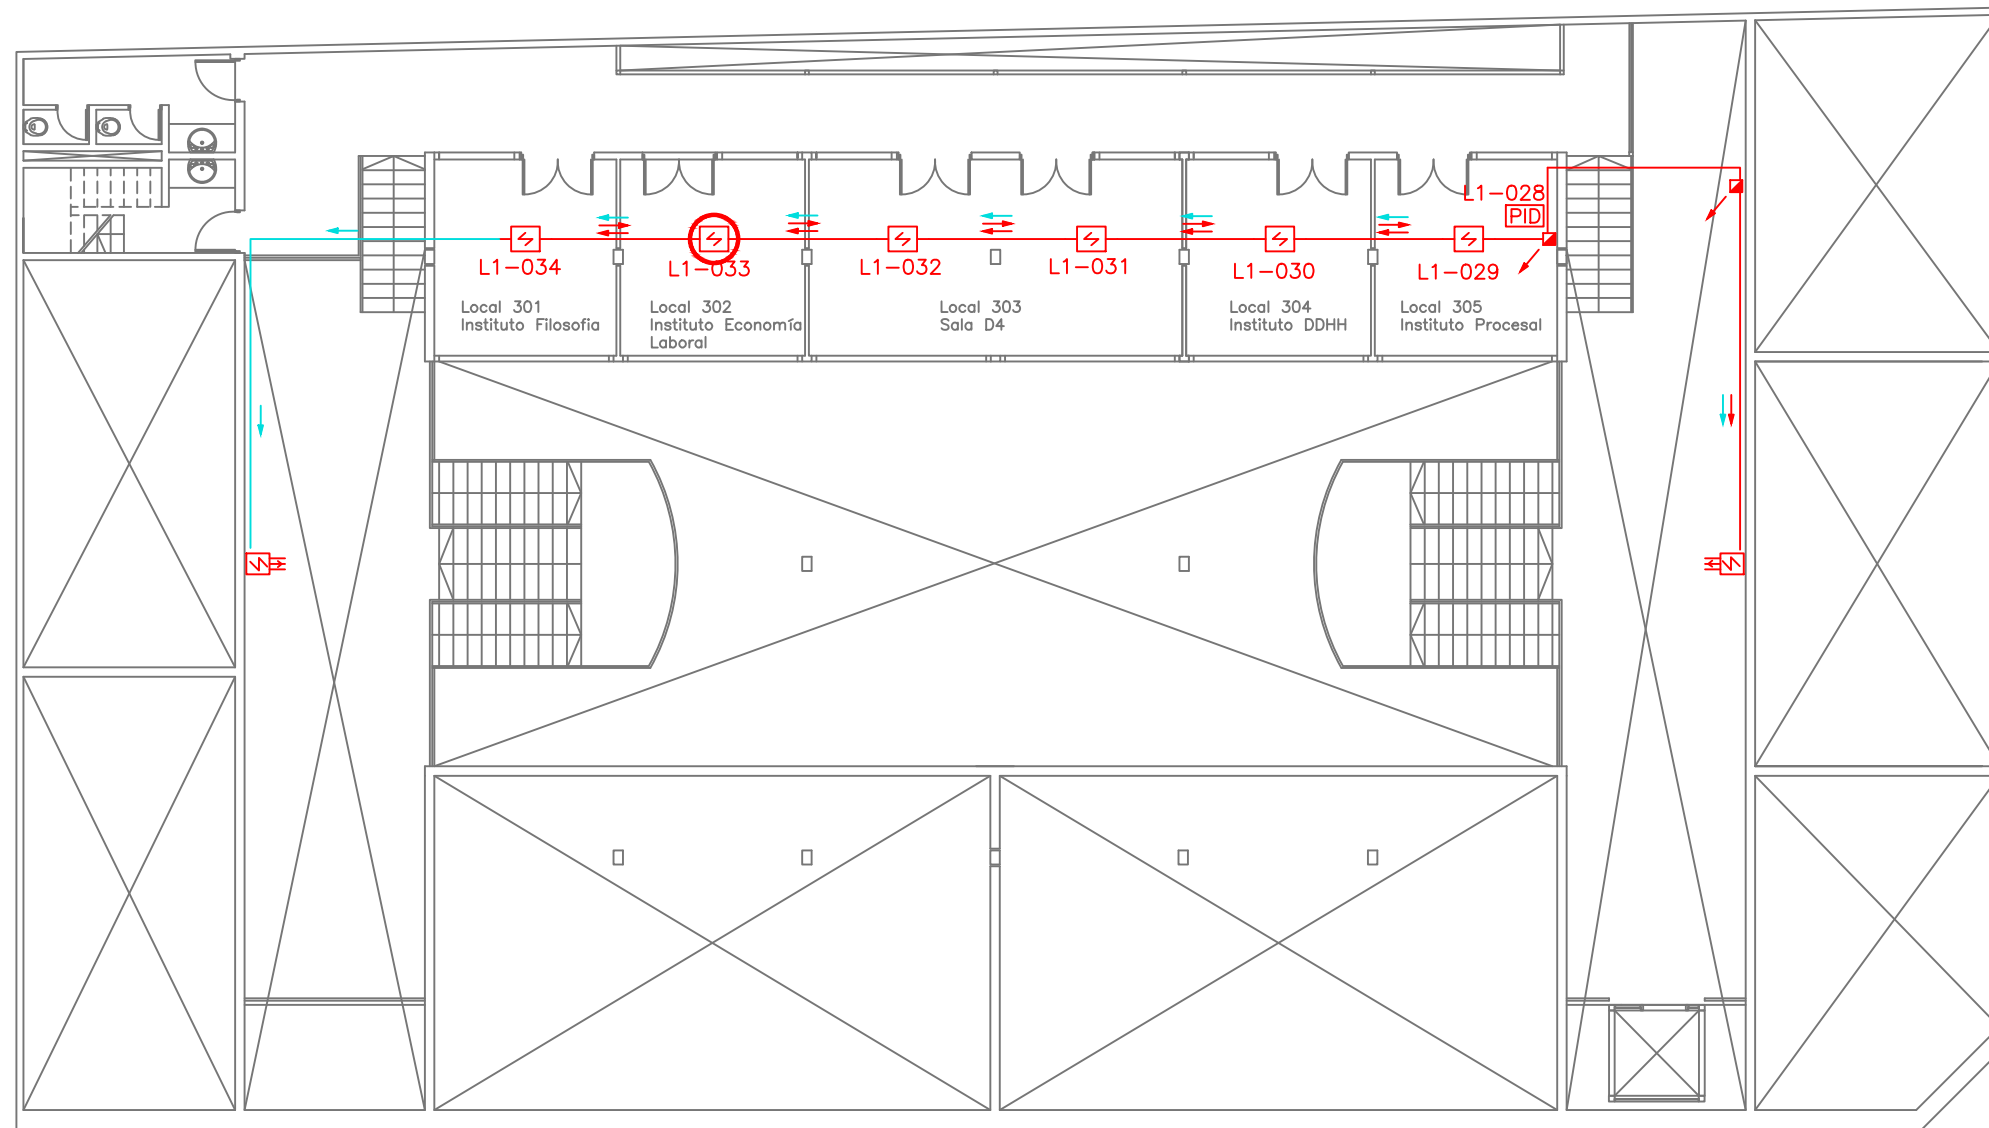 L1-028
PID
L1-034
L1-033
L1-032
L1-031
L1-030
L1-029
Local 301
Instituto Filosofia
Local 302
Instituto Economía
Laboral
Local 303
Sala D4
Local 304
Instituto DDHH
Local 305
Instituto Procesal